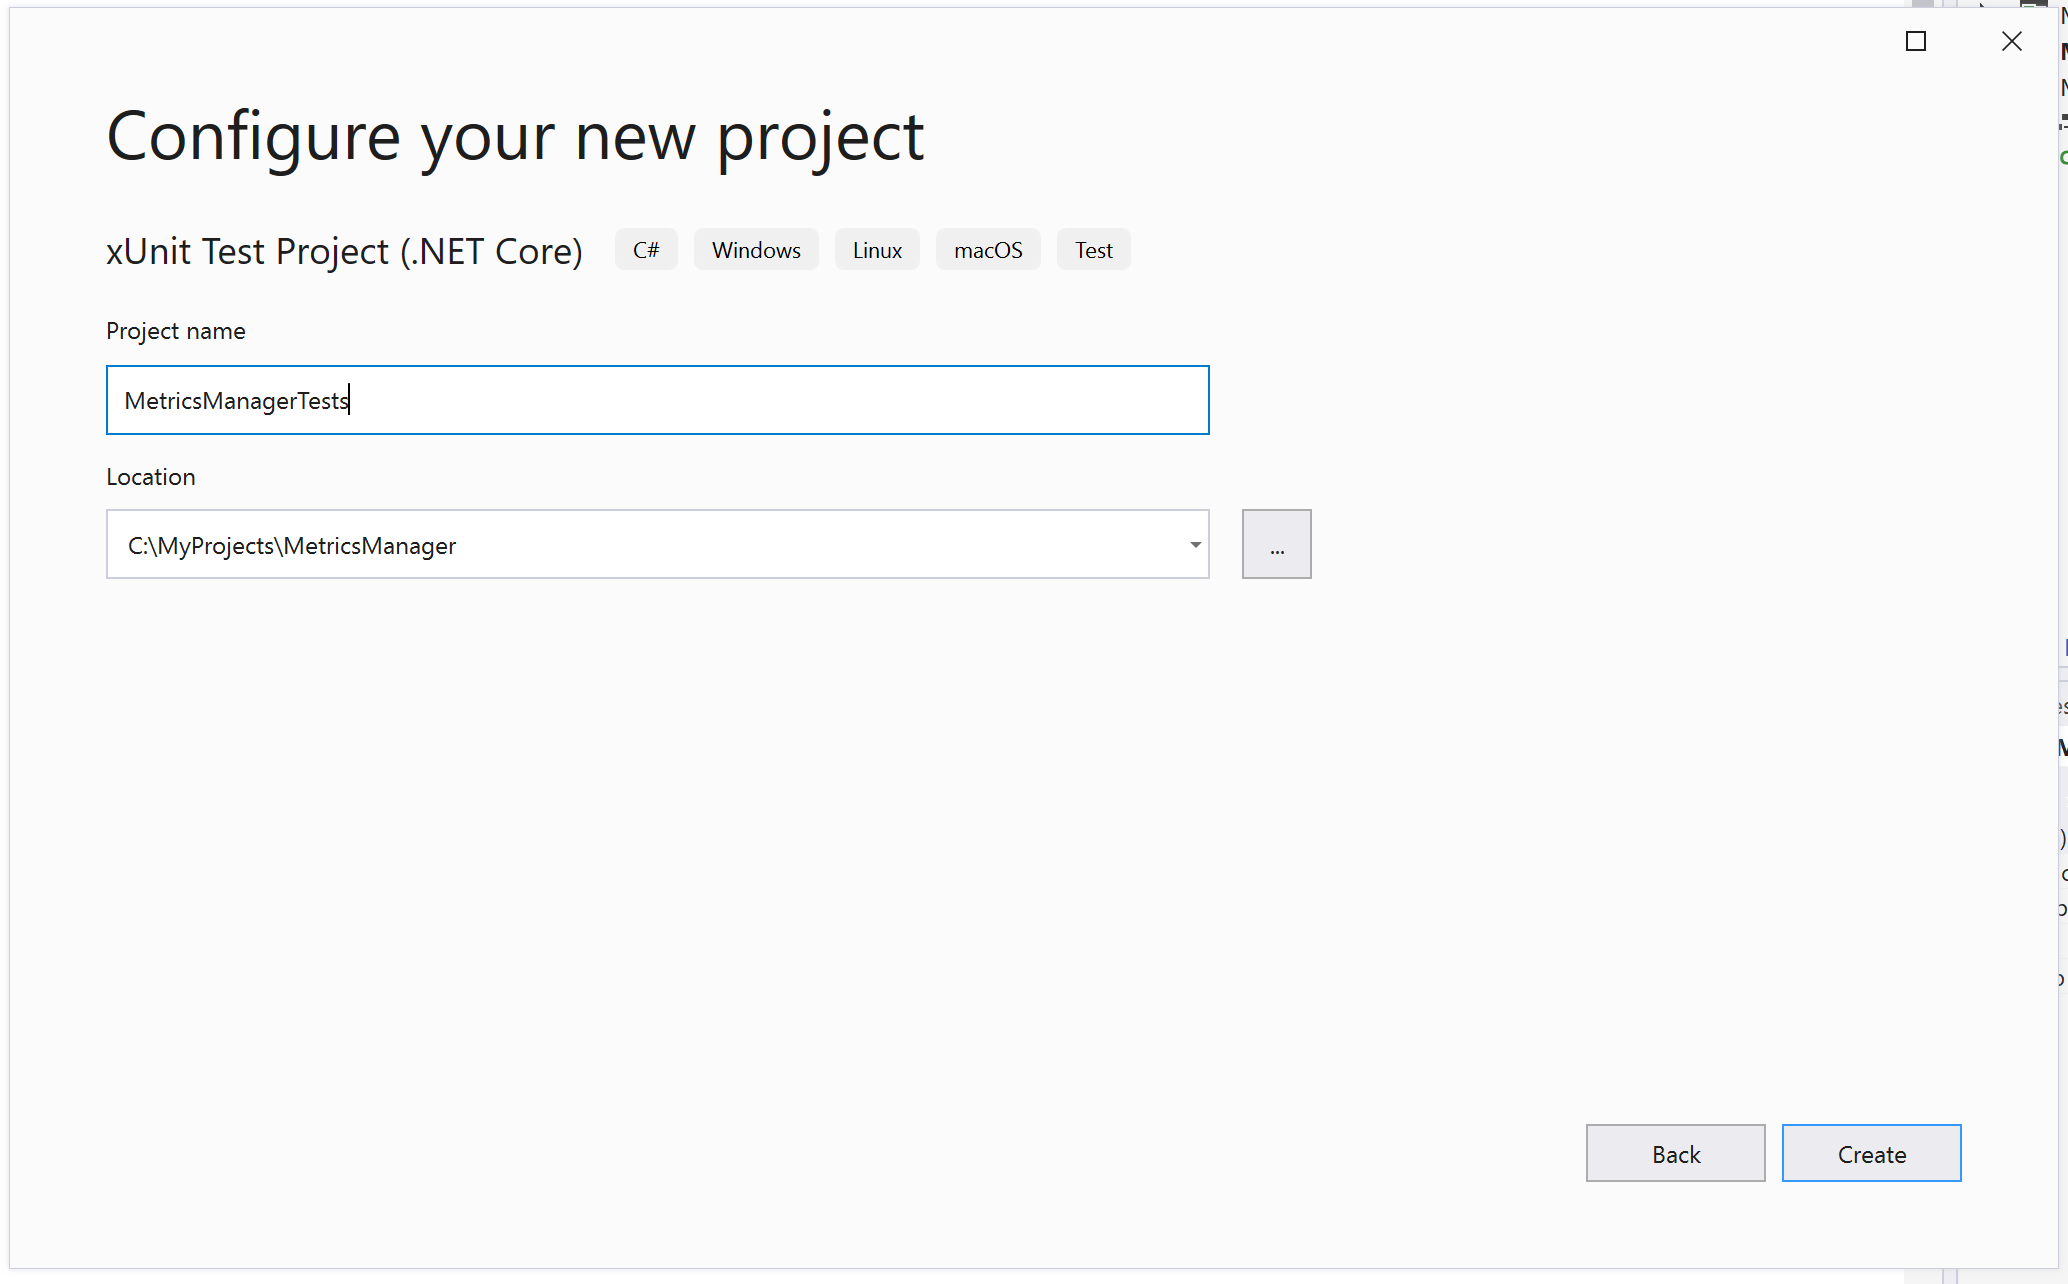 Configure your new project
xUnit Test Project (.NET Core) C# Windows Linux macOS Test
Project name
MetricsManagerTests
Location
C:\MyProjects\MetricsManager
...
Back Create